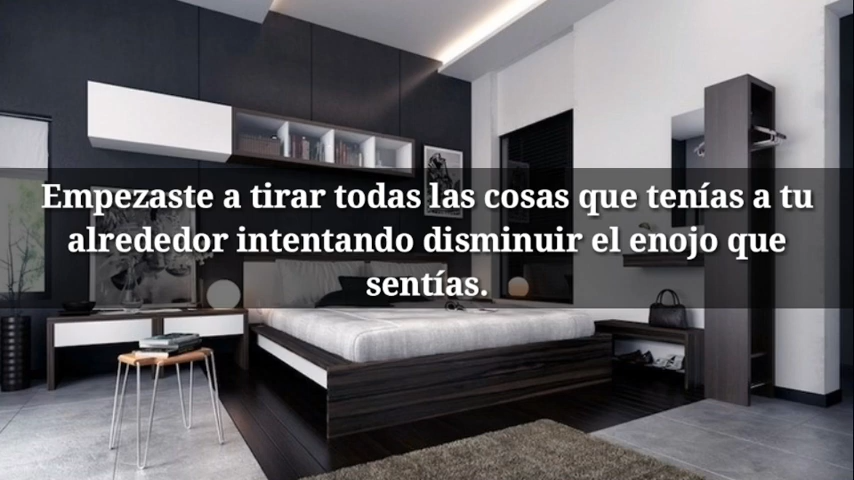 Empezaste a tirar todas las cosas que tenías a tu
alrededor intentando disminuir el enojo que
sentías.